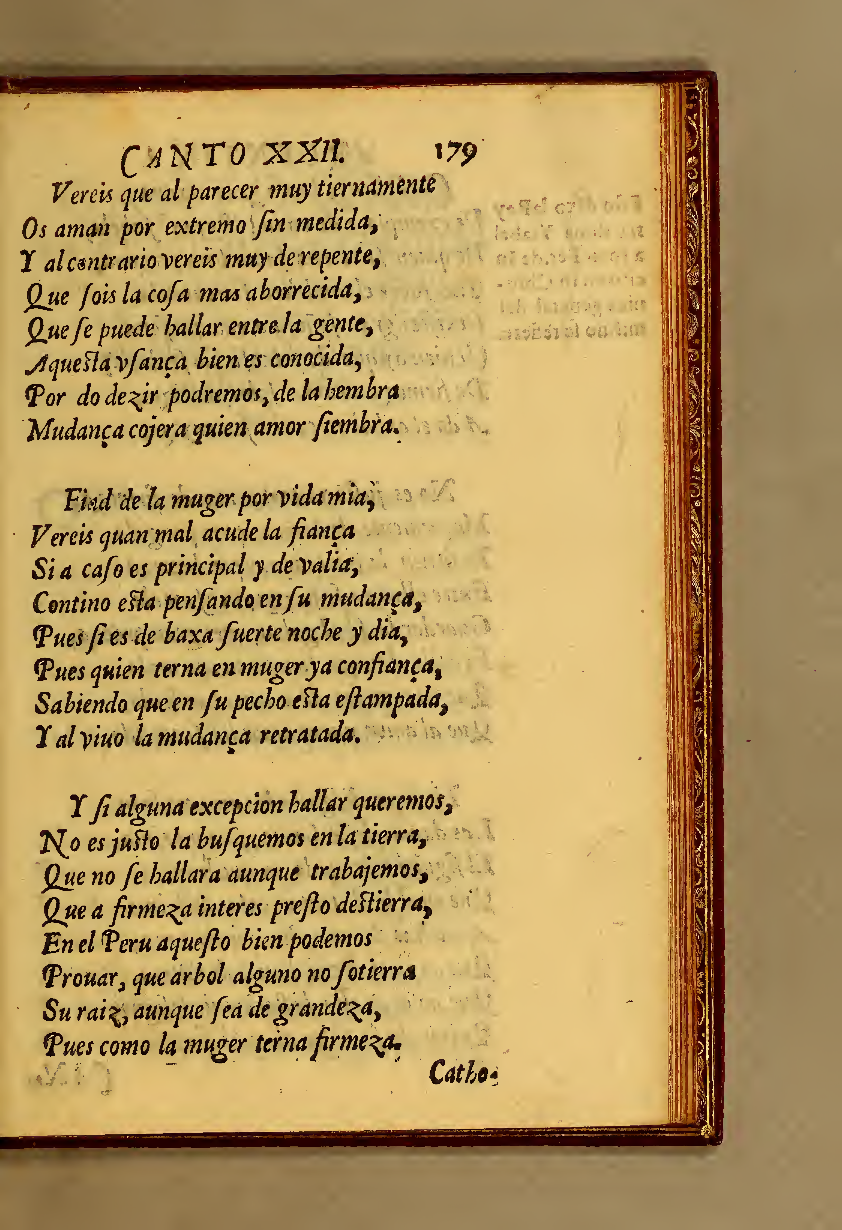 CANTO XXII. 179
Vereis que al parecer muy tiernamente
Os aman por extremo ſin medida,
Y al contrario vereis muy de repente,
Que ſois la coſa mas aborrecida,
Que ſe puede hallar entre la gente,
Aqueſta vſança bien es conocida,
Por do dezir podremos, de la hembra
Mudança cojera quien amor ſiembra.
Fiad de la muger por vida mia,
Vereis quan mal acude la fiança
Si a caſo es principal y de valia,
Contino eſta penſando en ſu mudança,
Pues ſi es de baxa ſuerte noche y dia,
Pues quien terna en muger ya confiança,
Sabiendo que en ſu pecho eſta eſtampada,
Y al viuo la mudança retratada.
Y ſi alguna excepcion hallar queremos,
No es juſto la buſquemos en la tierra,
Que no ſe hallara aunque trabajemos,
Que a firmeza interes preſto deſtierra,
En el Peru aqueſto bien podemos
Prouar, que arbol alguno no ſotierra
Su raiz, aunque ſea de grandeza,
Pues como la muger terna firmeza.
Catho-